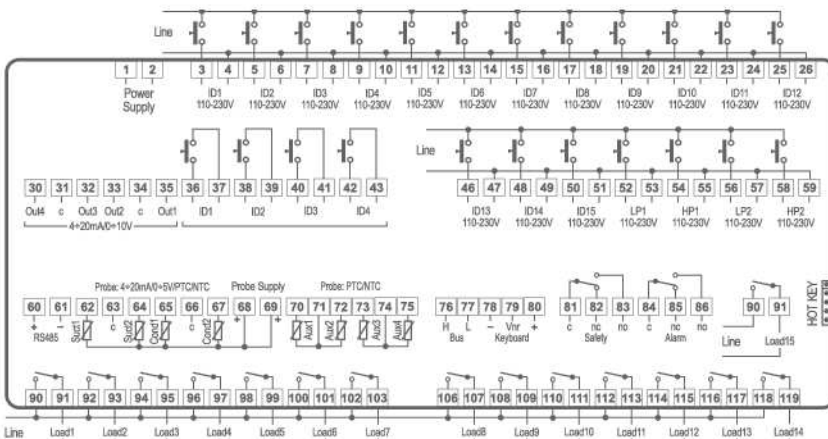 Line
1 2 3 4 5 6 7 8 9 10 11 12 13 14 15 16 17 18 19 20 21 22 23 24 25 26
Power Supply
ID1 ID2 ID3 ID4 ID5 ID6 ID7 ID8 ID9 ID10 ID11 ID12
110-230V 110-230V 110-230V 110-230V 110-230V 110-230V 110-230V 110-230V 110-230V 110-230V 110-230V 110-230V
Line
30 31 32 33 34 35 36 37 38 39 40 41 42 43
46 47 48 49 50 51 52 53 54 55 56 57 58 59
Out4 c Out3 Out2 c Out1 ID1 ID2 ID3 ID4
4÷20mA/0÷10V
ID13 ID14 ID15 LP1 HP1 LP2 HP2
110-230V 110-230V 110-230V 110-230V 110-230V 110-230V 110-230V
Probe: 4÷20mA/0÷5V/PTC/NTC Probe Supply Probe: PTC/NTC
60 61 62 63 64 65 66 67 68 69 70 71 72 73 74 75 76 77 78 79 80 81 82 83 84 85 86 90 91
+ − Suct1 c Suct2 Cond1 c Cond2 + + Aux1 Aux2 Aux3 Aux4 H L − Vnr + c nc no c nc no
RS485 Bus Keyboard Safety Alarm Line Load15
HOT KEY
90 91 92 93 94 95 96 97 98 99 100 101 102 103 106 107 108 109 110 111 112 113 114 115 116 117 118 119
Line Load1 Load2 Load3 Load4 Load5 Load6 Load7 Load8 Load9 Load10 Load11 Load12 Load13 Load14